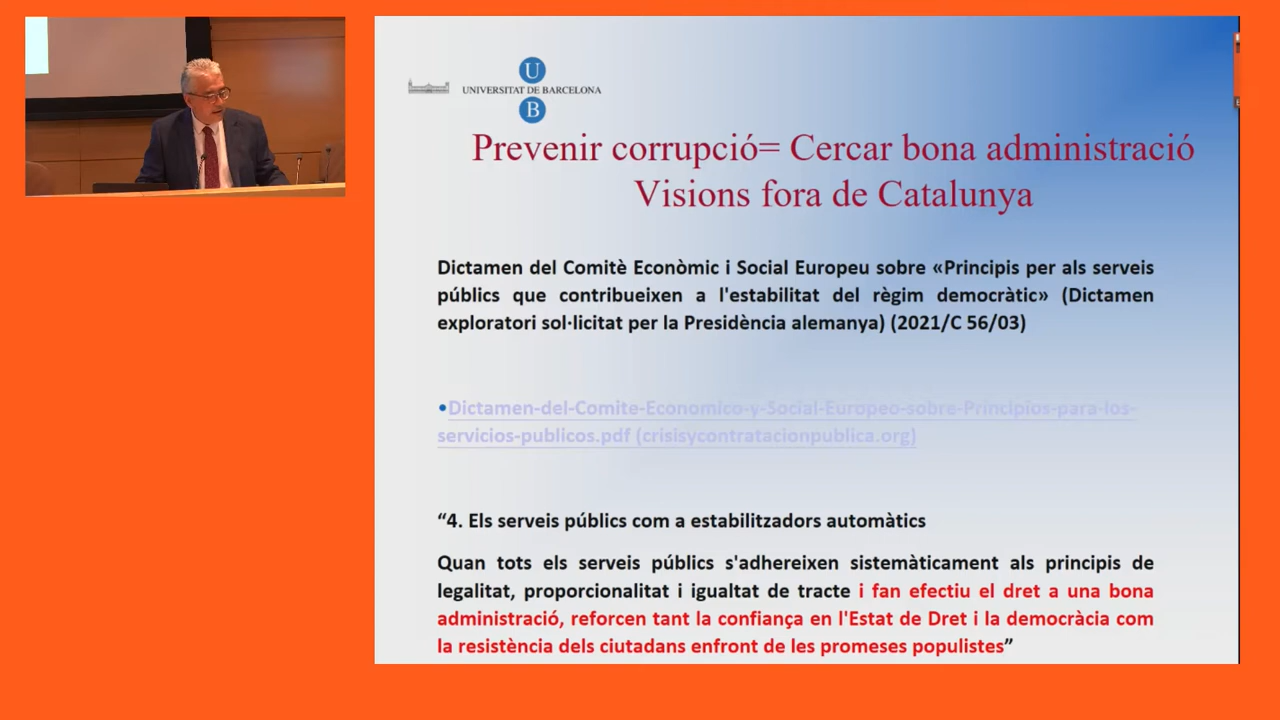 U
UNIVERSITAT DE BARCELONA
B
Prevenir corrupció= Cercar bona administració
Visions fora de Catalunya
Dictamen del Comitè Econòmic i Social Europeu sobre «Principis per als serveis
públics que contribueixen a l'estabilitat del règim democràtic» (Dictamen
exploratori sol·licitat per la Presidència alemanya) (2021/C 56/03)
•Dictamen-del-Comite-Economico-y-Social-Europeo-sobre-Principios-para-los-
servicios-publicos.pdf (crisisycontratacionpublica.org)
“4. Els serveis públics com a estabilitzadors automàtics
Quan tots els serveis públics s'adhereixen sistemàticament als principis de
legalitat, proporcionalitat i igualtat de tracte i fan efectiu el dret a una bona
administració, reforcen tant la confiança en l'Estat de Dret i la democràcia com
la resistència dels ciutadans enfront de les promeses populistes”